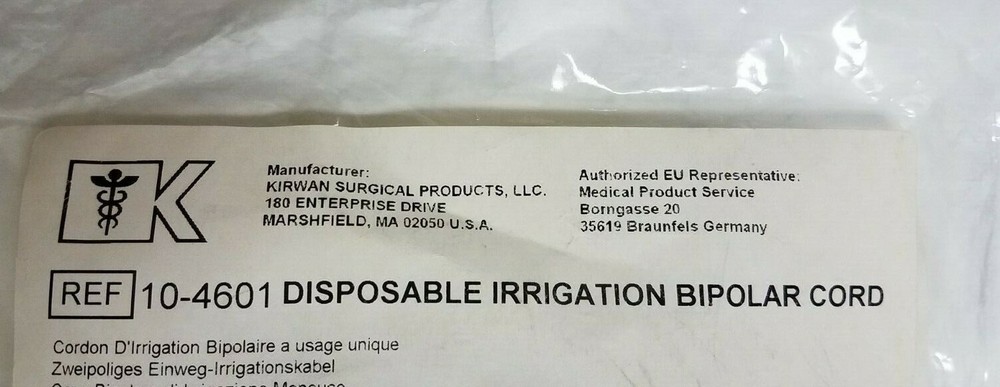 K
Manufacturer:
KIRWAN SURGICAL PRODUCTS, LLC.
180 ENTERPRISE DRIVE
MARSHFIELD, MA 02050 U.S.A.
Authorized EU Representative:
Medical Product Service
Borngasse 20
35619 Braunfels Germany
REF 10-4601 DISPOSABLE IRRIGATION BIPOLAR CORD
Cordon D'Irrigation Bipolaire a usage unique
Zweipoliges Einweg-Irrigationskabel